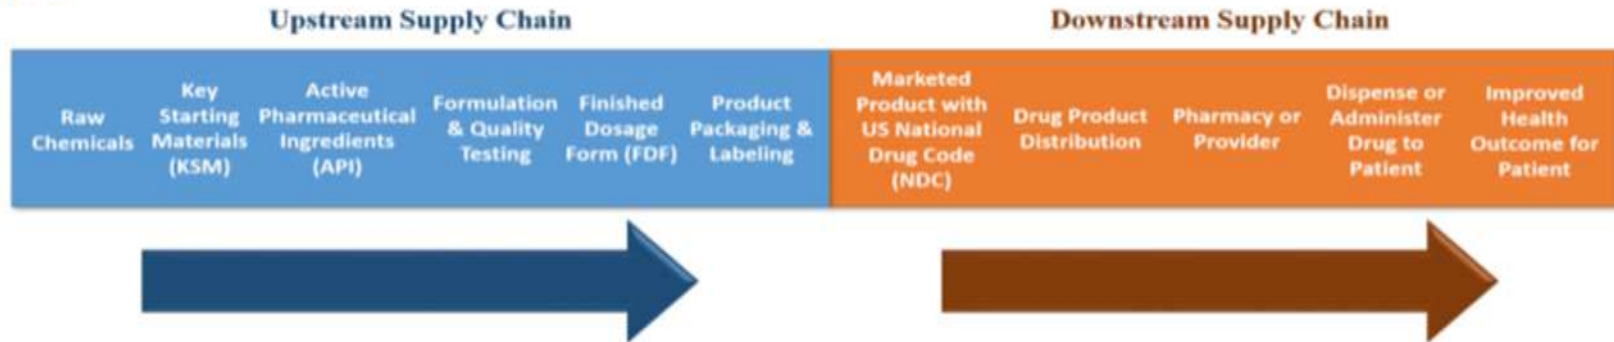 Upstream Supply Chain
Downstream Supply Chain
Raw
Chemicals
Key
Starting
Materials
(KSM)
Active
Pharmaceutical
Ingredients
(API)
Formulation
& Quality
Testing
Finished
Dosage
Form (FDF)
Product
Packaging &
Labeling
Marketed
Product with
US National
Drug Code
(NDC)
Drug Product
Distribution
Pharmacy or
Provider
Dispense or
Administer
Drug to
Patient
Improved
Health
Outcome for
Patient